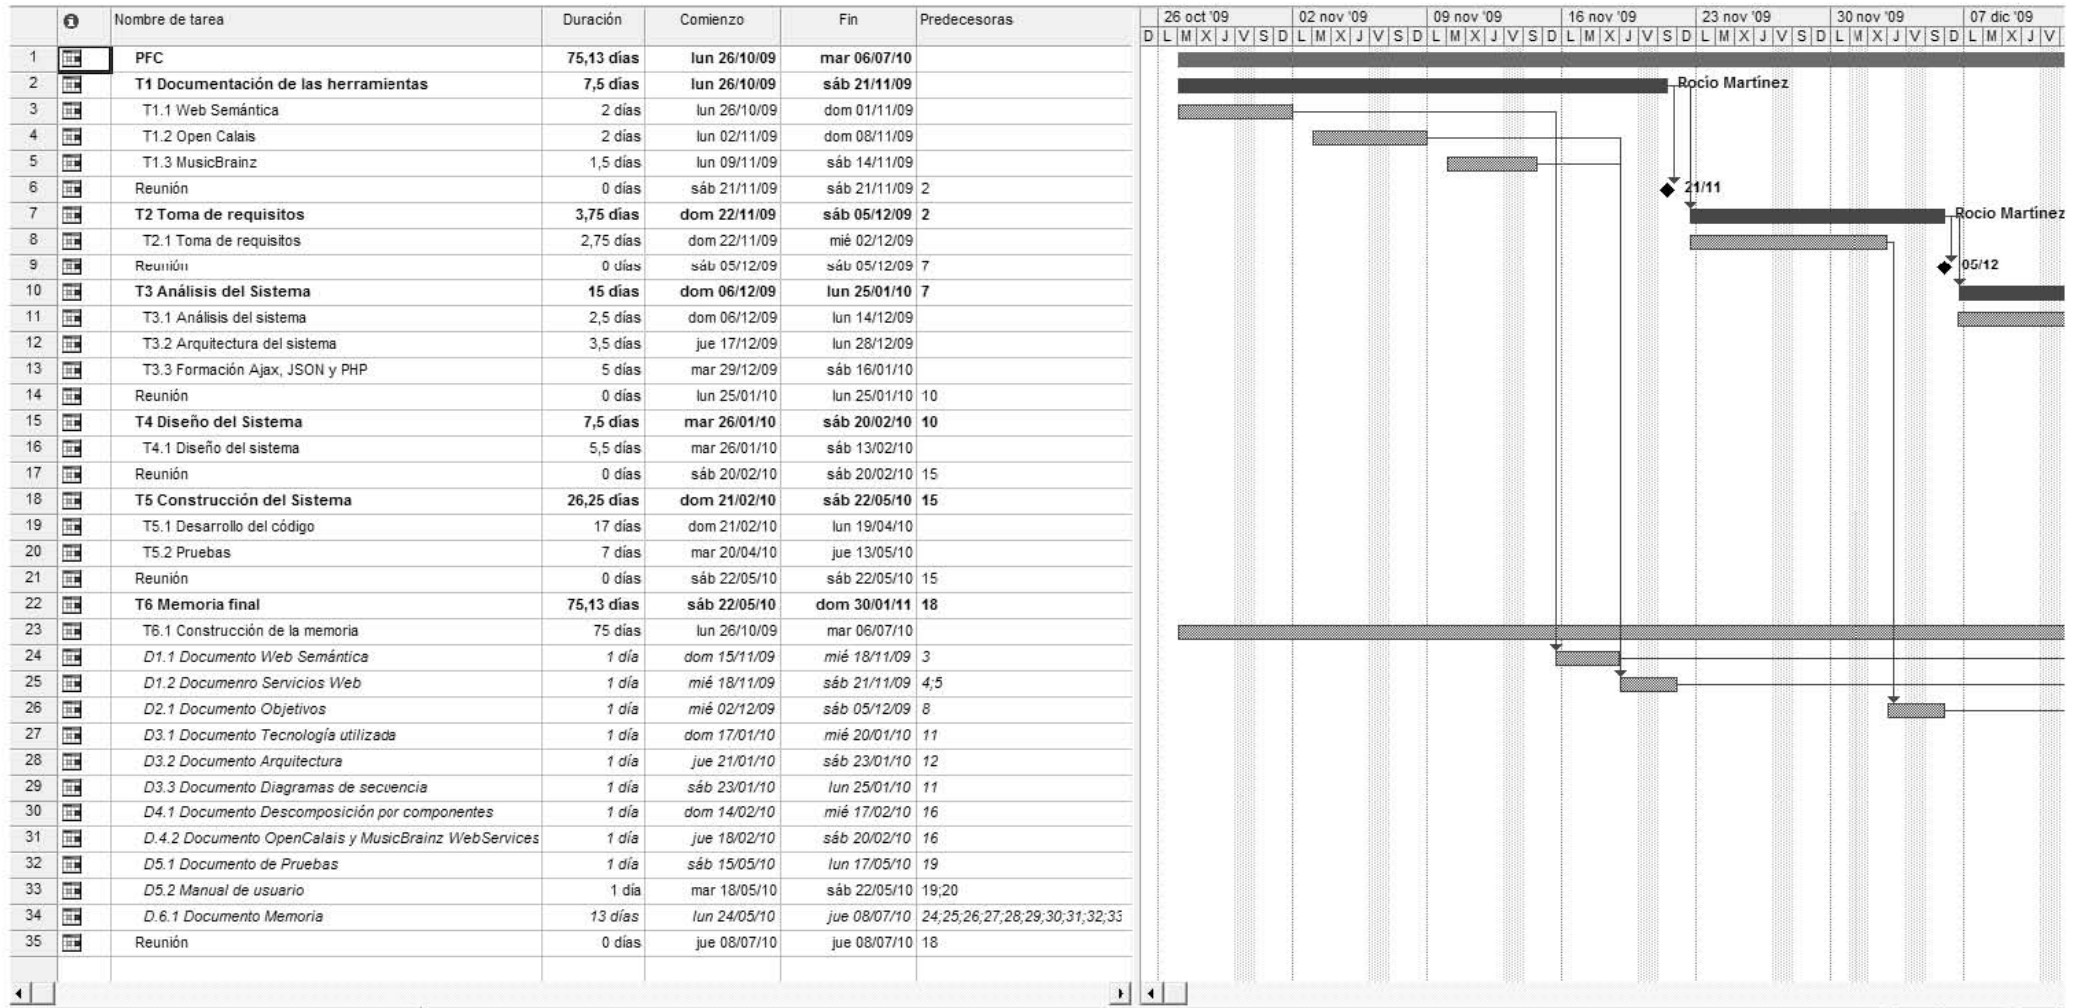 Nombre de tarea Duración Comienzo Fin Predecesoras
26 oct '09 02 nov '09 09 nov '09 16 nov '09 23 nov '09 30 nov '09 07 dic '09
D L M X J V S D L M X J V S D L M X J V S D L M X J V S D L M X J V S D L M X J V S D L M X J V
1 PFC 75,13 días lun 26/10/09 mar 06/07/10
2 T1 Documentación de las herramientas 7,5 días lun 26/10/09 sáb 21/11/09 Rocio Martínez
3 T1.1 Web Semántica 2 días lun 26/10/09 dom 01/11/09
4 T1.2 Open Calais 2 días lun 02/11/09 dom 08/11/09
5 T1.3 MusicBrainz 1,5 días lun 09/11/09 sáb 14/11/09
6 Reunión 0 días sáb 21/11/09 sáb 21/11/09 2 21/11
7 T2 Toma de requisitos 3,75 días dom 22/11/09 sáb 05/12/09 2 Rocio Martínez
8 T2.1 Toma de requisitos 2,75 días dom 22/11/09 mié 02/12/09
9 Reunión 0 días sáb 05/12/09 sáb 05/12/09 7 05/12
10 T3 Análisis del Sistema 15 días dom 06/12/09 lun 25/01/10 7
11 T3.1 Análisis del sistema 2,5 días dom 06/12/09 lun 14/12/09
12 T3.2 Arquitectura del sistema 3,5 días jue 17/12/09 lun 28/12/09
13 T3.3 Formación Ajax, JSON y PHP 5 días mar 29/12/09 sáb 16/01/10
14 Reunión 0 días lun 25/01/10 lun 25/01/10 10
15 T4 Diseño del Sistema 7,5 días mar 26/01/10 sáb 20/02/10 10
16 T4.1 Diseño del sistema 5,5 días mar 26/01/10 sáb 13/02/10
17 Reunión 0 días sáb 20/02/10 sáb 20/02/10 15
18 T5 Construcción del Sistema 26,25 días dom 21/02/10 sáb 22/05/10 15
19 T5.1 Desarrollo del código 17 días dom 21/02/10 lun 19/04/10
20 T5.2 Pruebas 7 días mar 20/04/10 jue 13/05/10
21 Reunión 0 días sáb 22/05/10 sáb 22/05/10 15
22 T6 Memoria final 75,13 días sáb 22/05/10 dom 30/01/11 18
23 T6.1 Construcción de la memoria 75 días lun 26/10/09 mar 06/07/10
24 D1.1 Documento Web Semántica 1 día dom 15/11/09 mié 18/11/09 3
25 D1.2 Documenro Servicios Web 1 día mié 18/11/09 sáb 21/11/09 4;5
26 D2.1 Documento Objetivos 1 día mié 02/12/09 sáb 05/12/09 8
27 D3.1 Documento Tecnología utilizada 1 día dom 17/01/10 mié 20/01/10 11
28 D3.2 Documento Arquitectura 1 día jue 21/01/10 sáb 23/01/10 12
29 D3.3 Documento Diagramas de secuencia 1 día sáb 23/01/10 lun 25/01/10 11
30 D4.1 Documento Descomposición por componentes 1 día dom 14/02/10 mié 17/02/10 16
31 D.4.2 Documento OpenCalais y MusicBrainz WebServices 1 día jue 18/02/10 sáb 20/02/10 16
32 D5.1 Documento de Pruebas 1 día sáb 15/05/10 lun 17/05/10 19
33 D5.2 Manual de usuario 1 día mar 18/05/10 sáb 22/05/10 19;20
34 D.6.1 Documento Memoria 13 días lun 24/05/10 jue 08/07/10 24;25;26;27;28;29;30;31;32;33
35 Reunión 0 días jue 08/07/10 jue 08/07/10 18